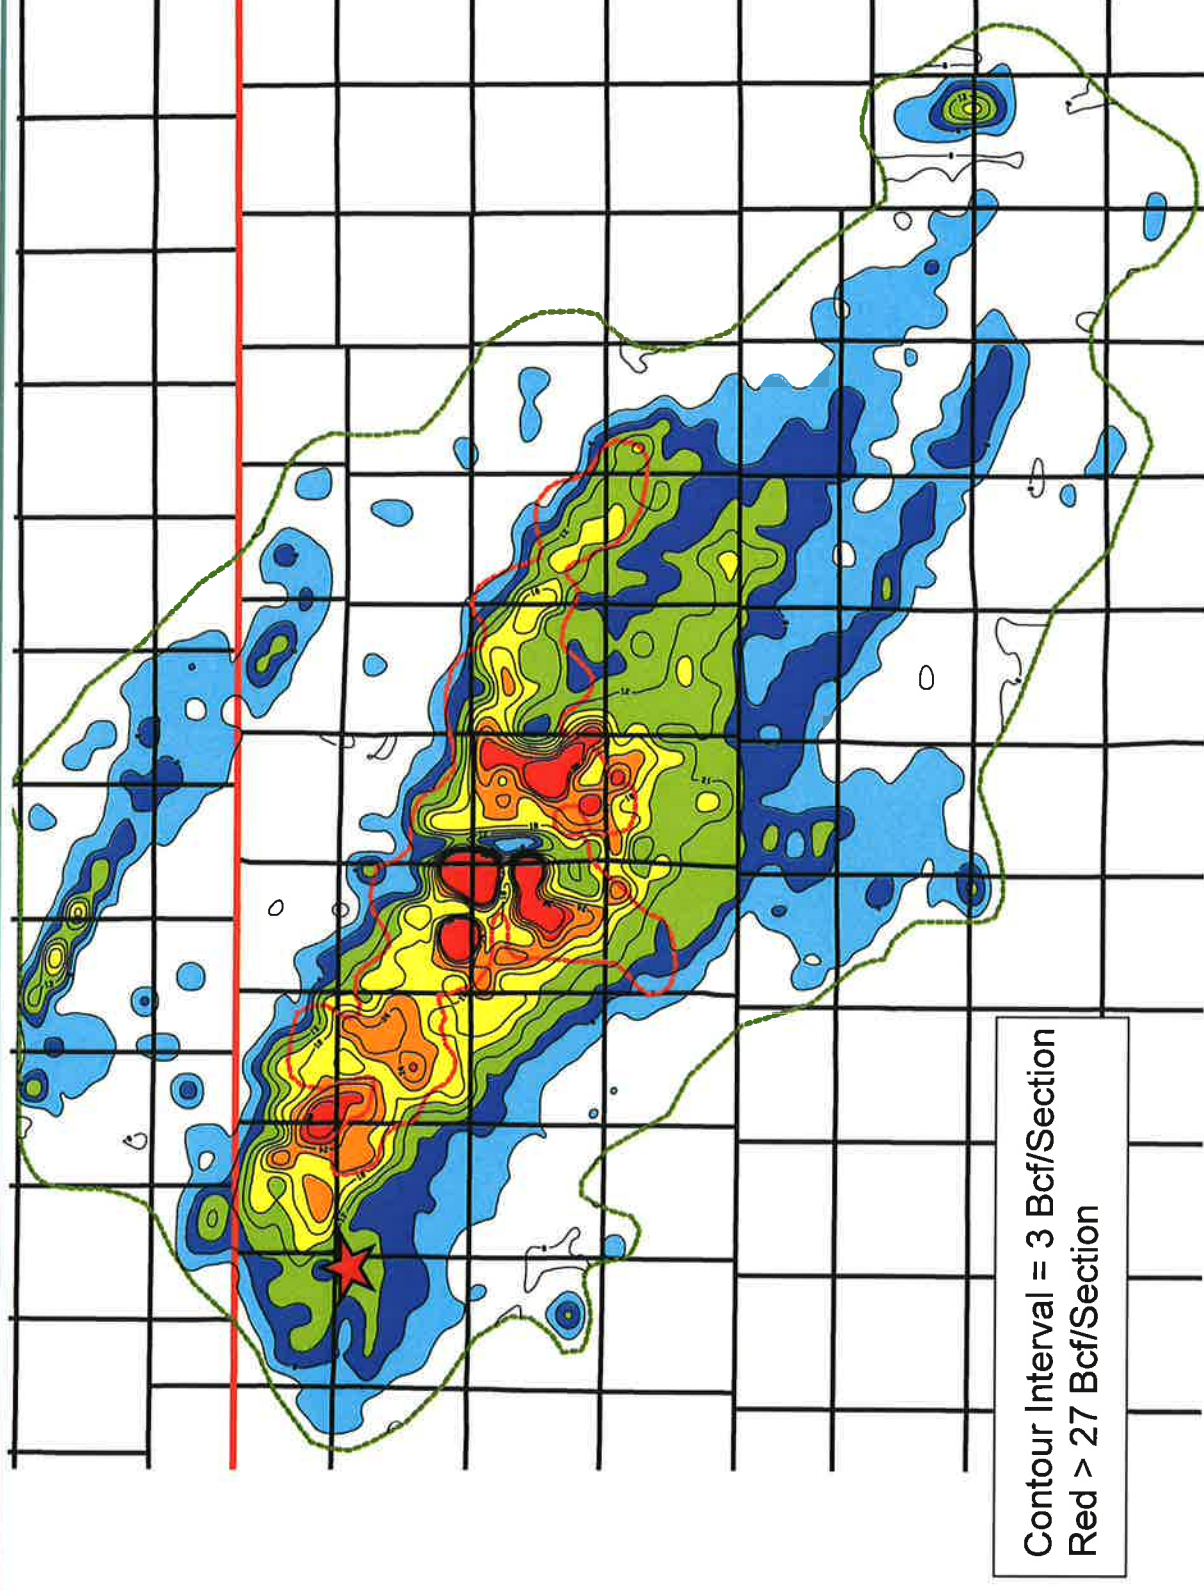 Contour Interval = 3 Bcf/Section
Red > 27 Bcf/Section